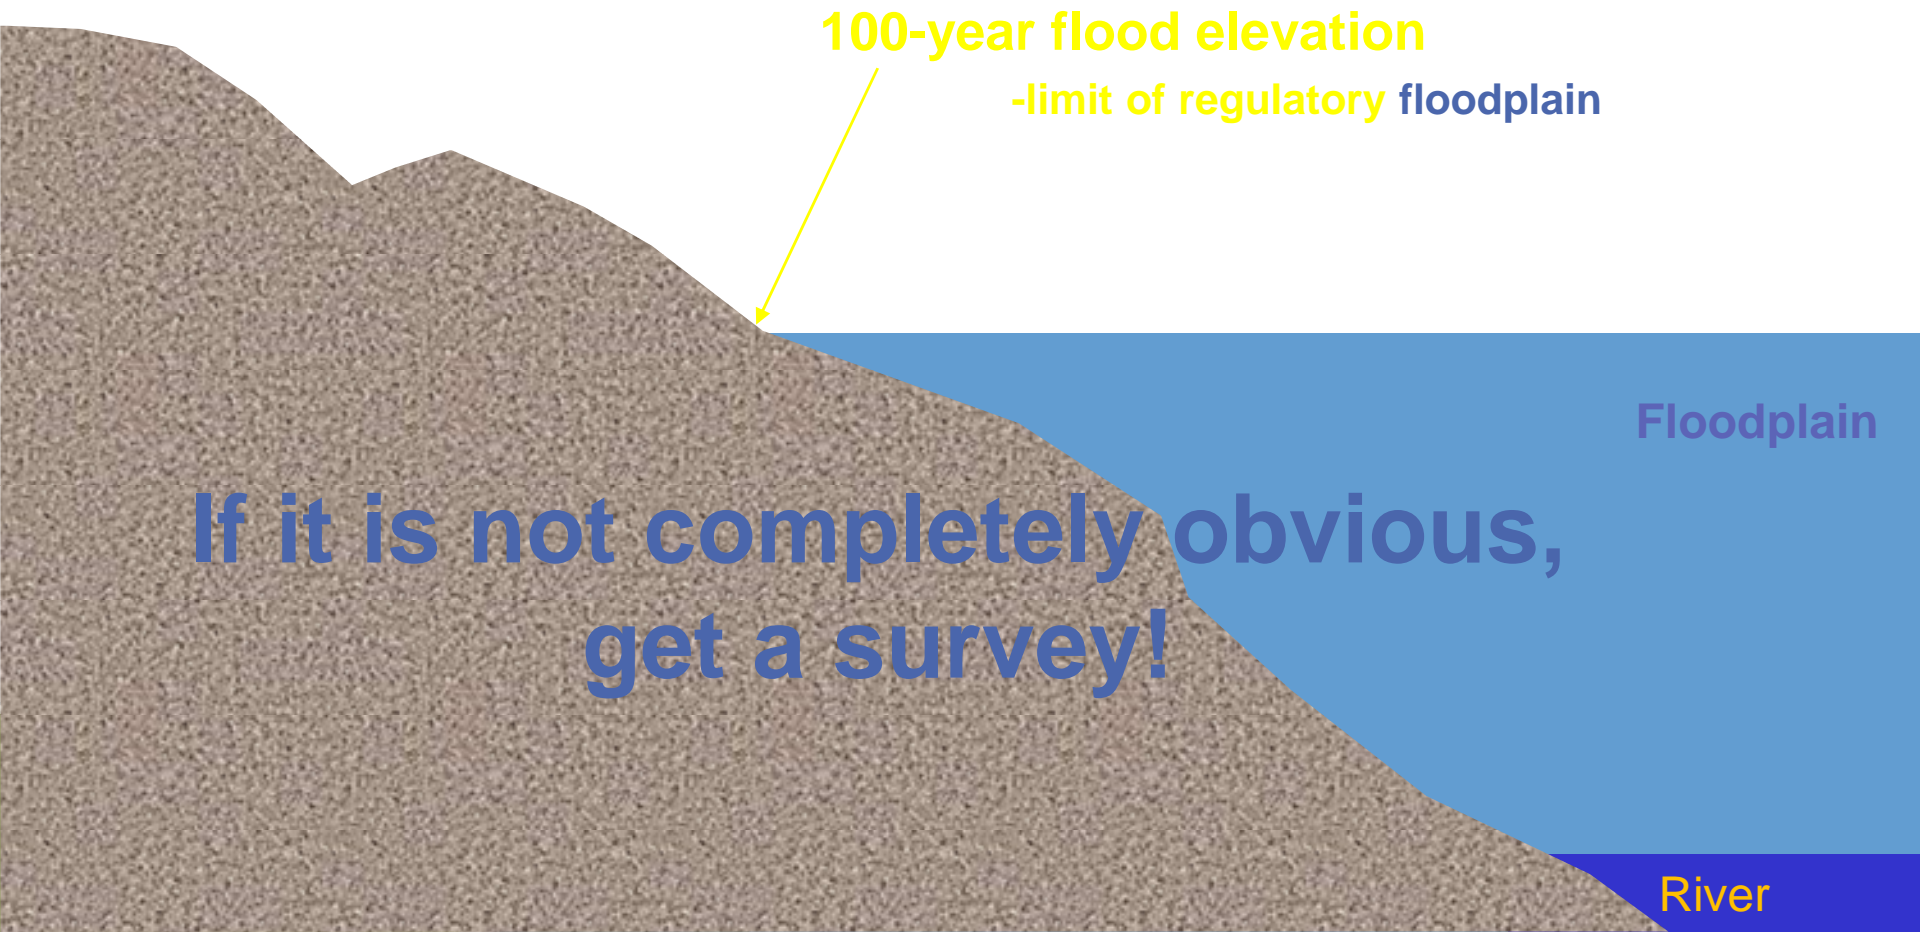 100-year flood elevation
-limit of regulatory floodplain
Floodplain
If it is not completely obvious,
get a survey!
River